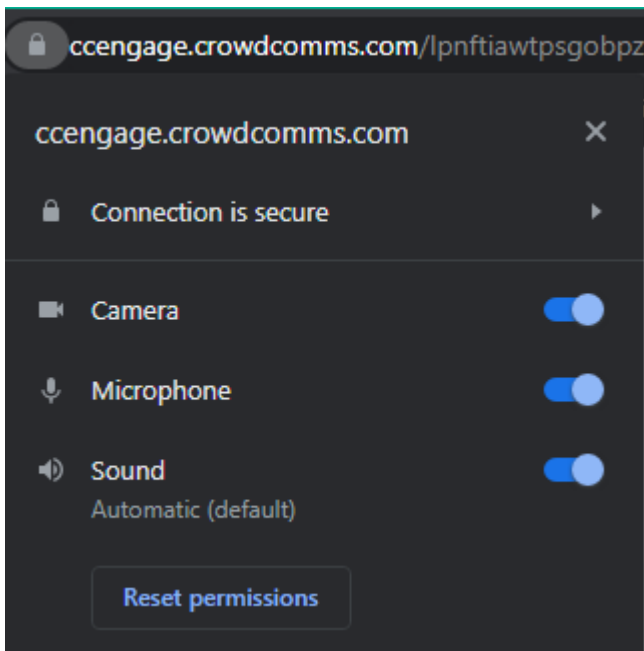 ccengage.crowdcomms.com/lpnftiawtpsgobpz
ccengage.crowdcomms.com
Connection is secure
Camera
Microphone
Sound
Automatic (default)
Reset permissions